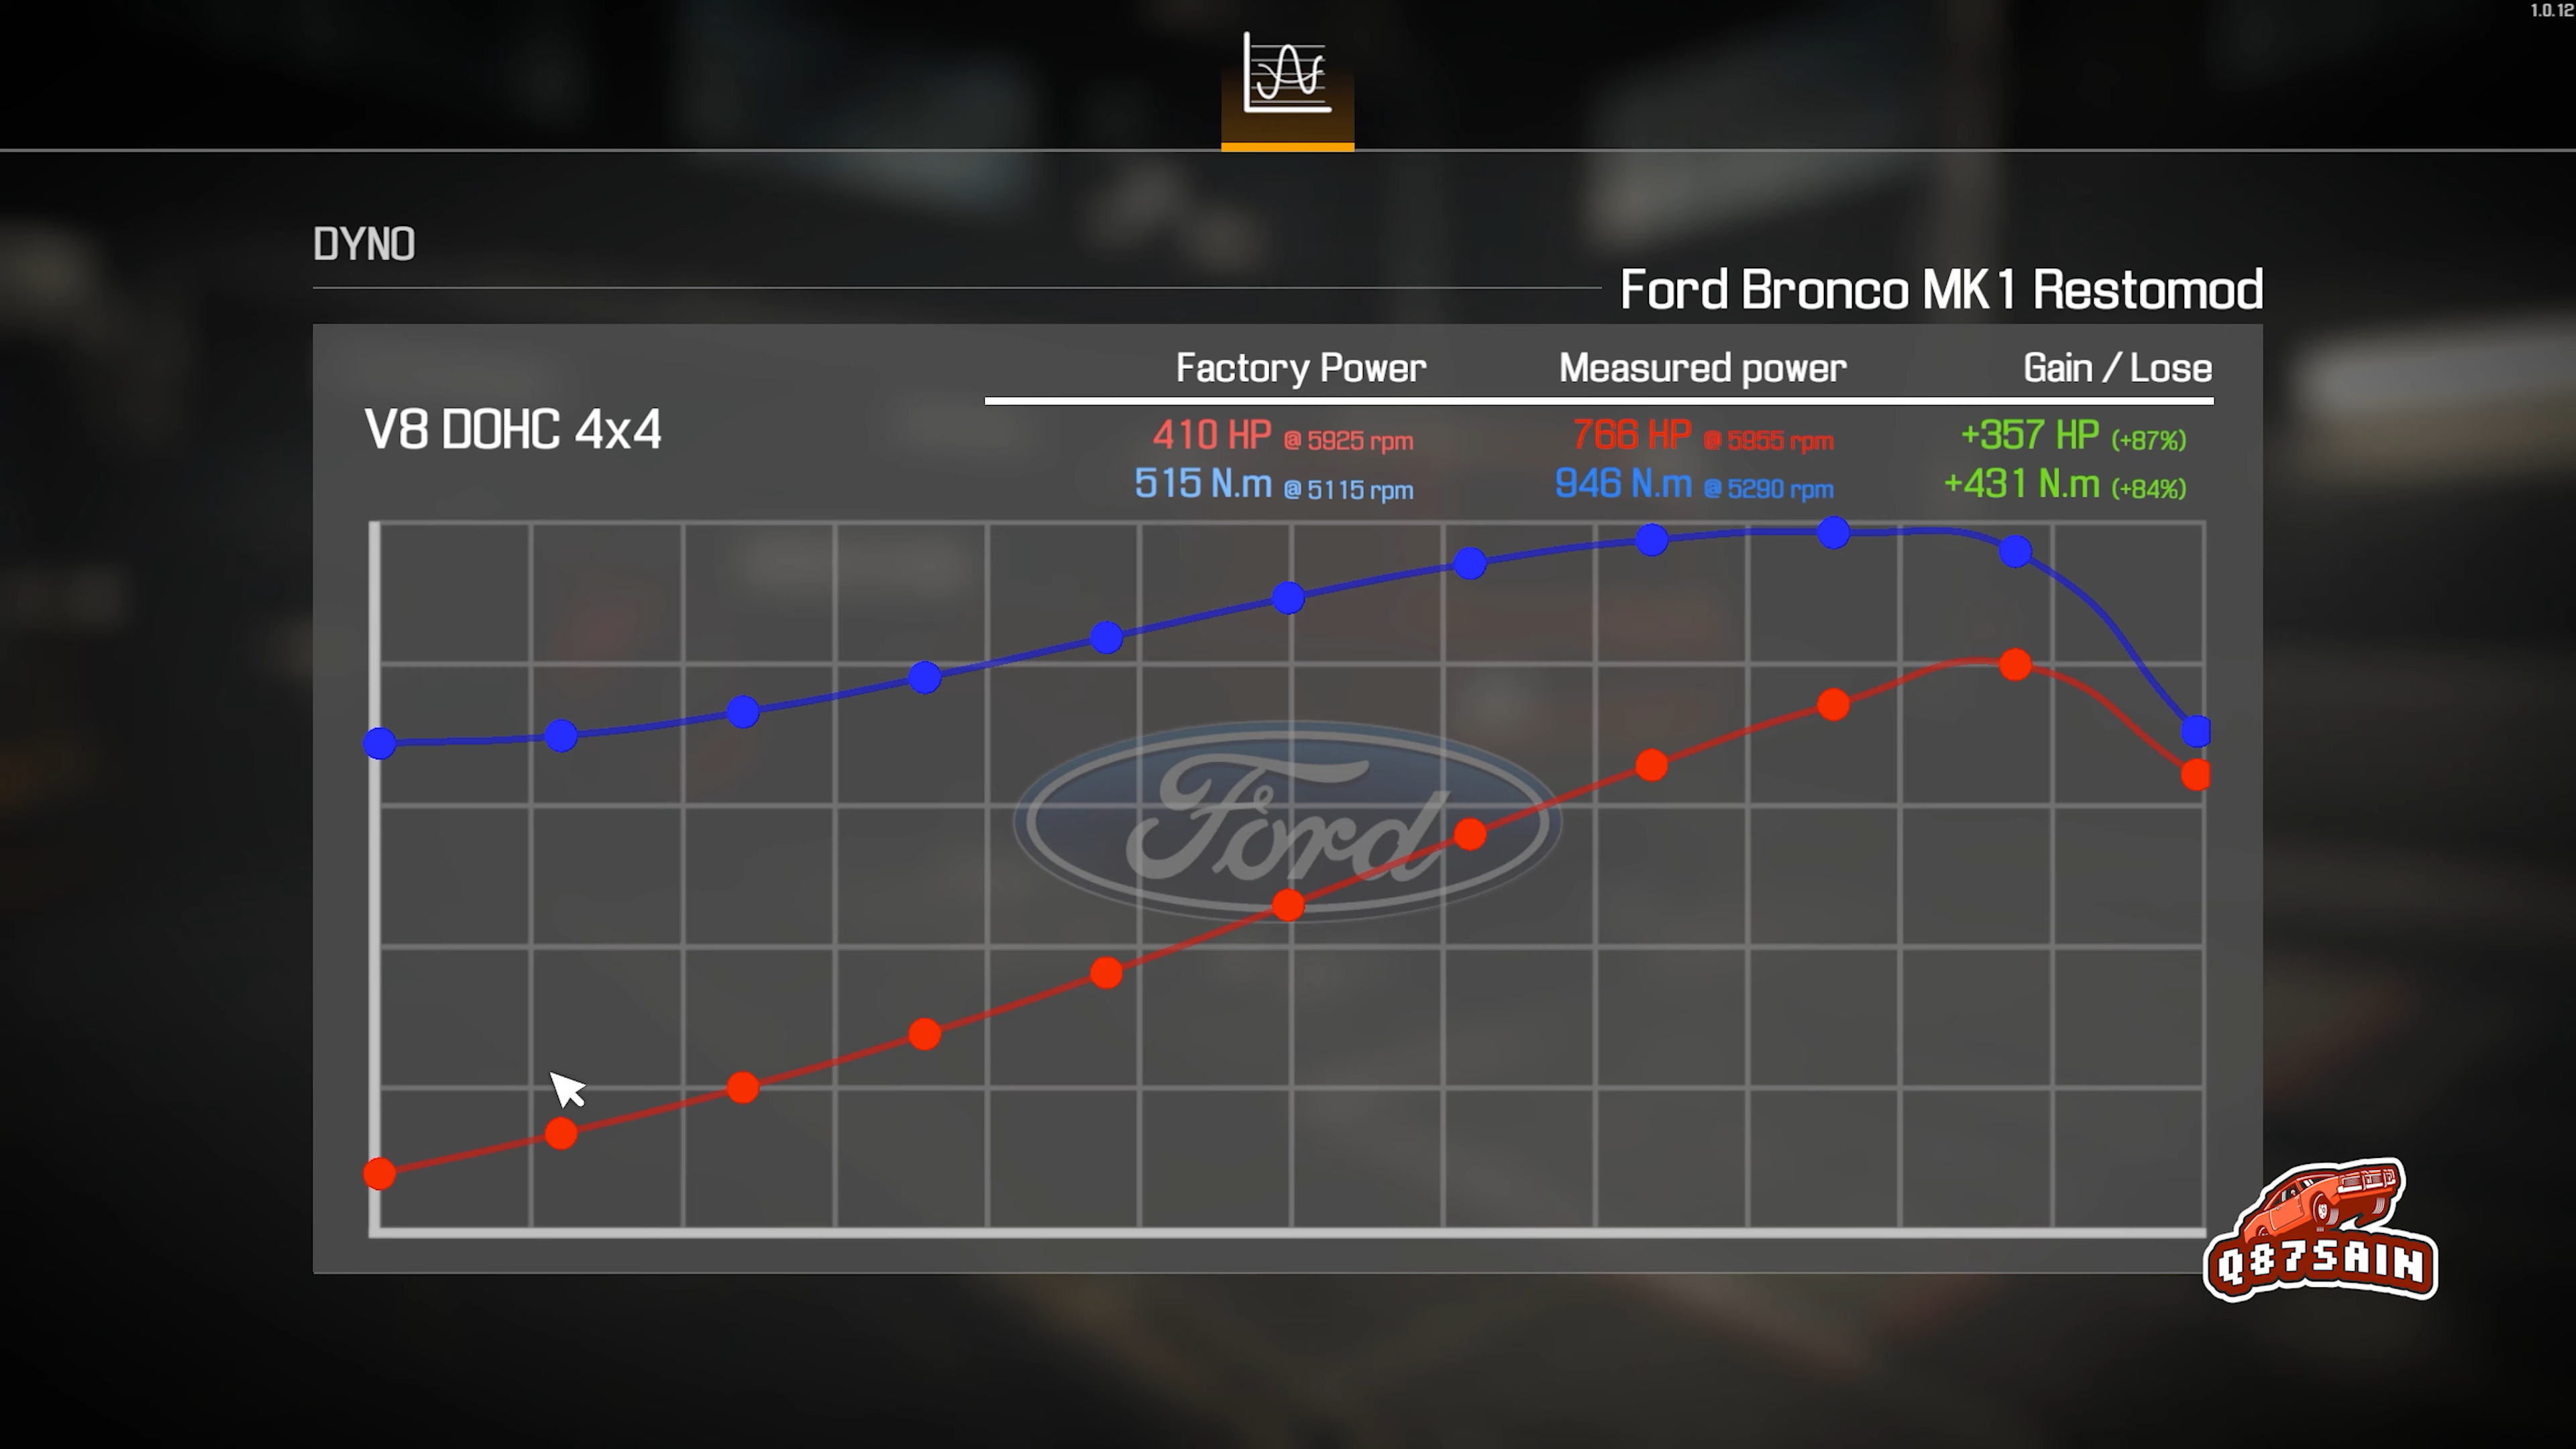 1.0.12
DYNO
Ford Bronco MK1 Restomod
Factory Power Measured power Gain / Lose
V8 DOHC 4x4
410 HP @ 5925 rpm 766 HP @ 5955 rpm +357 HP (+87%)
515 N.m @ 5115 rpm 946 N.m @ 5290 rpm +431 N.m (+84%)
Ford
Q87SAIN